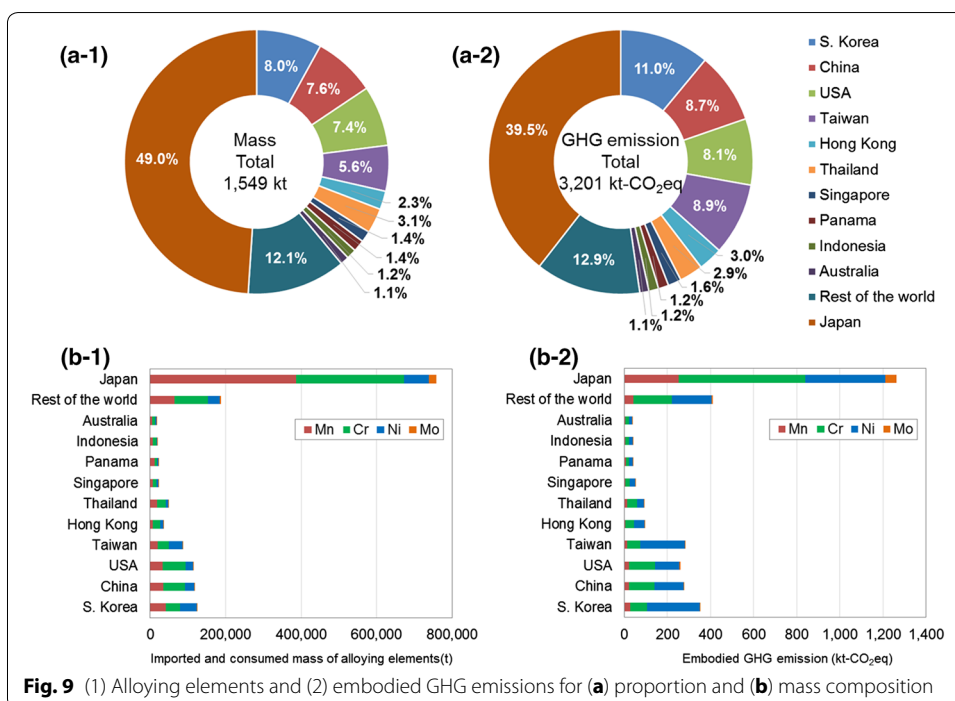 (a-1)
8.0%
7.6%
7.4%
5.6%
2.3%
3.1%
1.4%
1.4%
1.2%
1.1%
12.1%
49.0%
Mass
Total
1,549 kt
(a-2)
11.0%
8.7%
8.1%
8.9%
3.0%
2.9%
1.6%
1.2%
1.2%
1.1%
12.9%
39.5%
GHG emission
Total
3,201 kt-CO₂eq
S. Korea
China
USA
Taiwan
Hong Kong
Thailand
Singapore
Panama
Indonesia
Australia
Rest of the world
Japan
(b-1)
Japan
Rest of the world
Australia
Indonesia
Panama
Singapore
Thailand
Hong Kong
Taiwan
USA
China
S. Korea
Mn Cr Ni Mo
0 200,000 400,000 600,000 800,000
Imported and consumed mass of alloying elements(t)
(b-2)
Japan
Rest of the world
Australia
Indonesia
Panama
Singapore
Thailand
Hong Kong
Taiwan
USA
China
S. Korea
Mn Cr Ni Mo
0 200 400 600 800 1,000 1,200 1,400
Embodied GHG emission (kt-CO₂eq)
Fig. 9 (1) Alloying elements and (2) embodied GHG emissions for (a) proportion and (b) mass composition